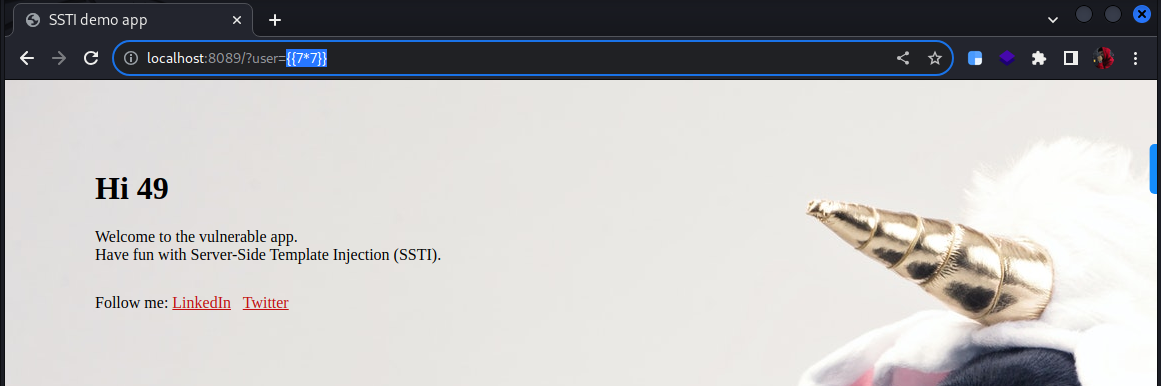 SSTI demo app
localhost:8089/?user={{7*7}}
Hi 49
Welcome to the vulnerable app.
Have fun with Server-Side Template Injection (SSTI).
Follow me: LinkedIn Twitter